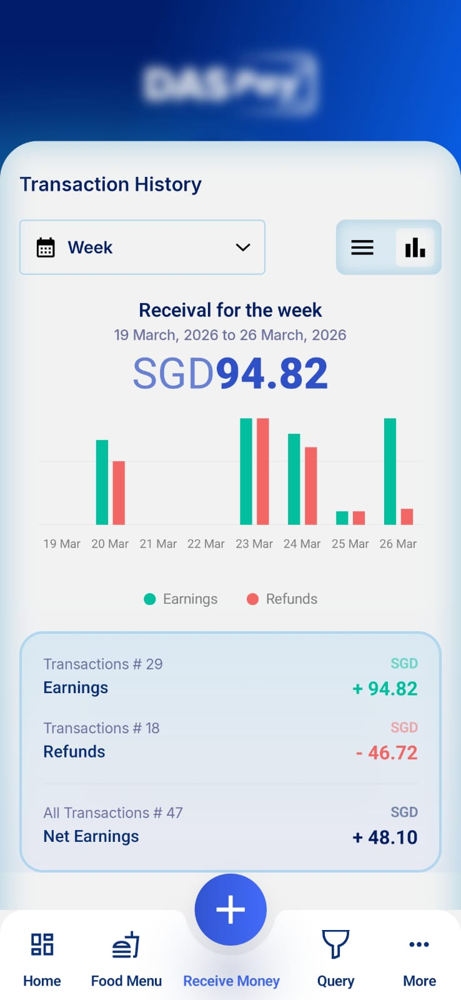 DAS Pay
Transaction History
Week
Receival for the week
19 March, 2026 to 26 March, 2026
SGD94.82
19 Mar 20 Mar 21 Mar 22 Mar 23 Mar 24 Mar 25 Mar 26 Mar
Earnings Refunds
Transactions # 29 SGD
Earnings + 94.82
Transactions # 18 SGD
Refunds - 46.72
All Transactions # 47 SGD
Net Earnings + 48.10
Home Food Menu Receive Money Query More